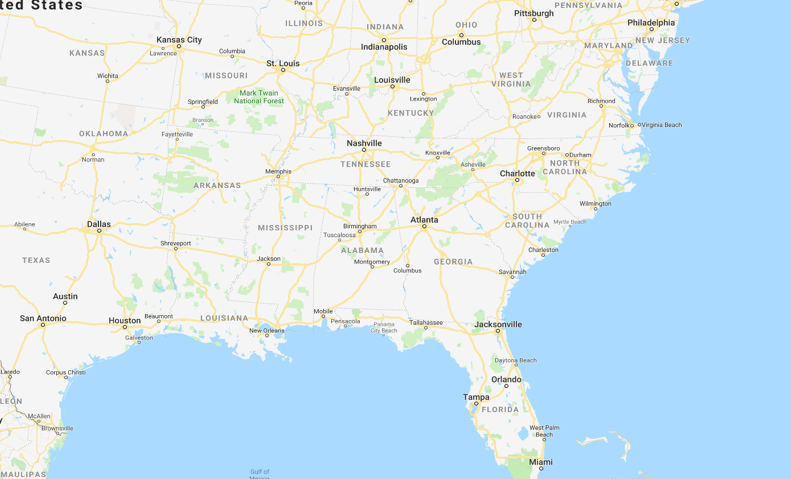 ted States
Peoria
ILLINOIS
INDIANA
OHIO
Pittsburgh
PENNSYLVANIA
Philadelphia
NEW JERSEY
MARYLAND
DELAWARE
Kansas City
Lawrence
Columbia
KANSAS
Indianapolis
Columbus
St. Louis
Wichita
MISSOURI
Evansville
Louisville
Lexington
WEST
VIRGINIA
Mark Twain
National Forest
Springfield
Branson
KENTUCKY
Richmond
Roanoke
VIRGINIA
Norfolk
Virginia Beach
OKLAHOMA
Fayetteville
Norman
Nashville
TENNESSEE
Knoxville
Greensboro
Durham
Asheville
NORTH
CAROLINA
Charlotte
Memphis
Chattanooga
Huntsville
ARKANSAS
Wilmington
Abilene
Dallas
MISSISSIPPI
Birmingham
Tuscaloosa
Atlanta
SOUTH
CAROLINA
Myrtle Beach
Shreveport
ALABAMA
Charleston
TEXAS
Jackson
Montgomery
Columbus
GEORGIA
Savannah
Austin
San Antonio
Houston
Beaumont
Galveston
LOUISIANA
New Orleans
Mobile
Pensacola
Panama
City Beach
Tallahassee
Jacksonville
Daytona Beach
Laredo
Corpus Christi
Orlando
Tampa
FLORIDA
LEON
McAllen
Brownsville
West Palm
Beach
Miami
MAULIPAS
Gulf of
Mexico